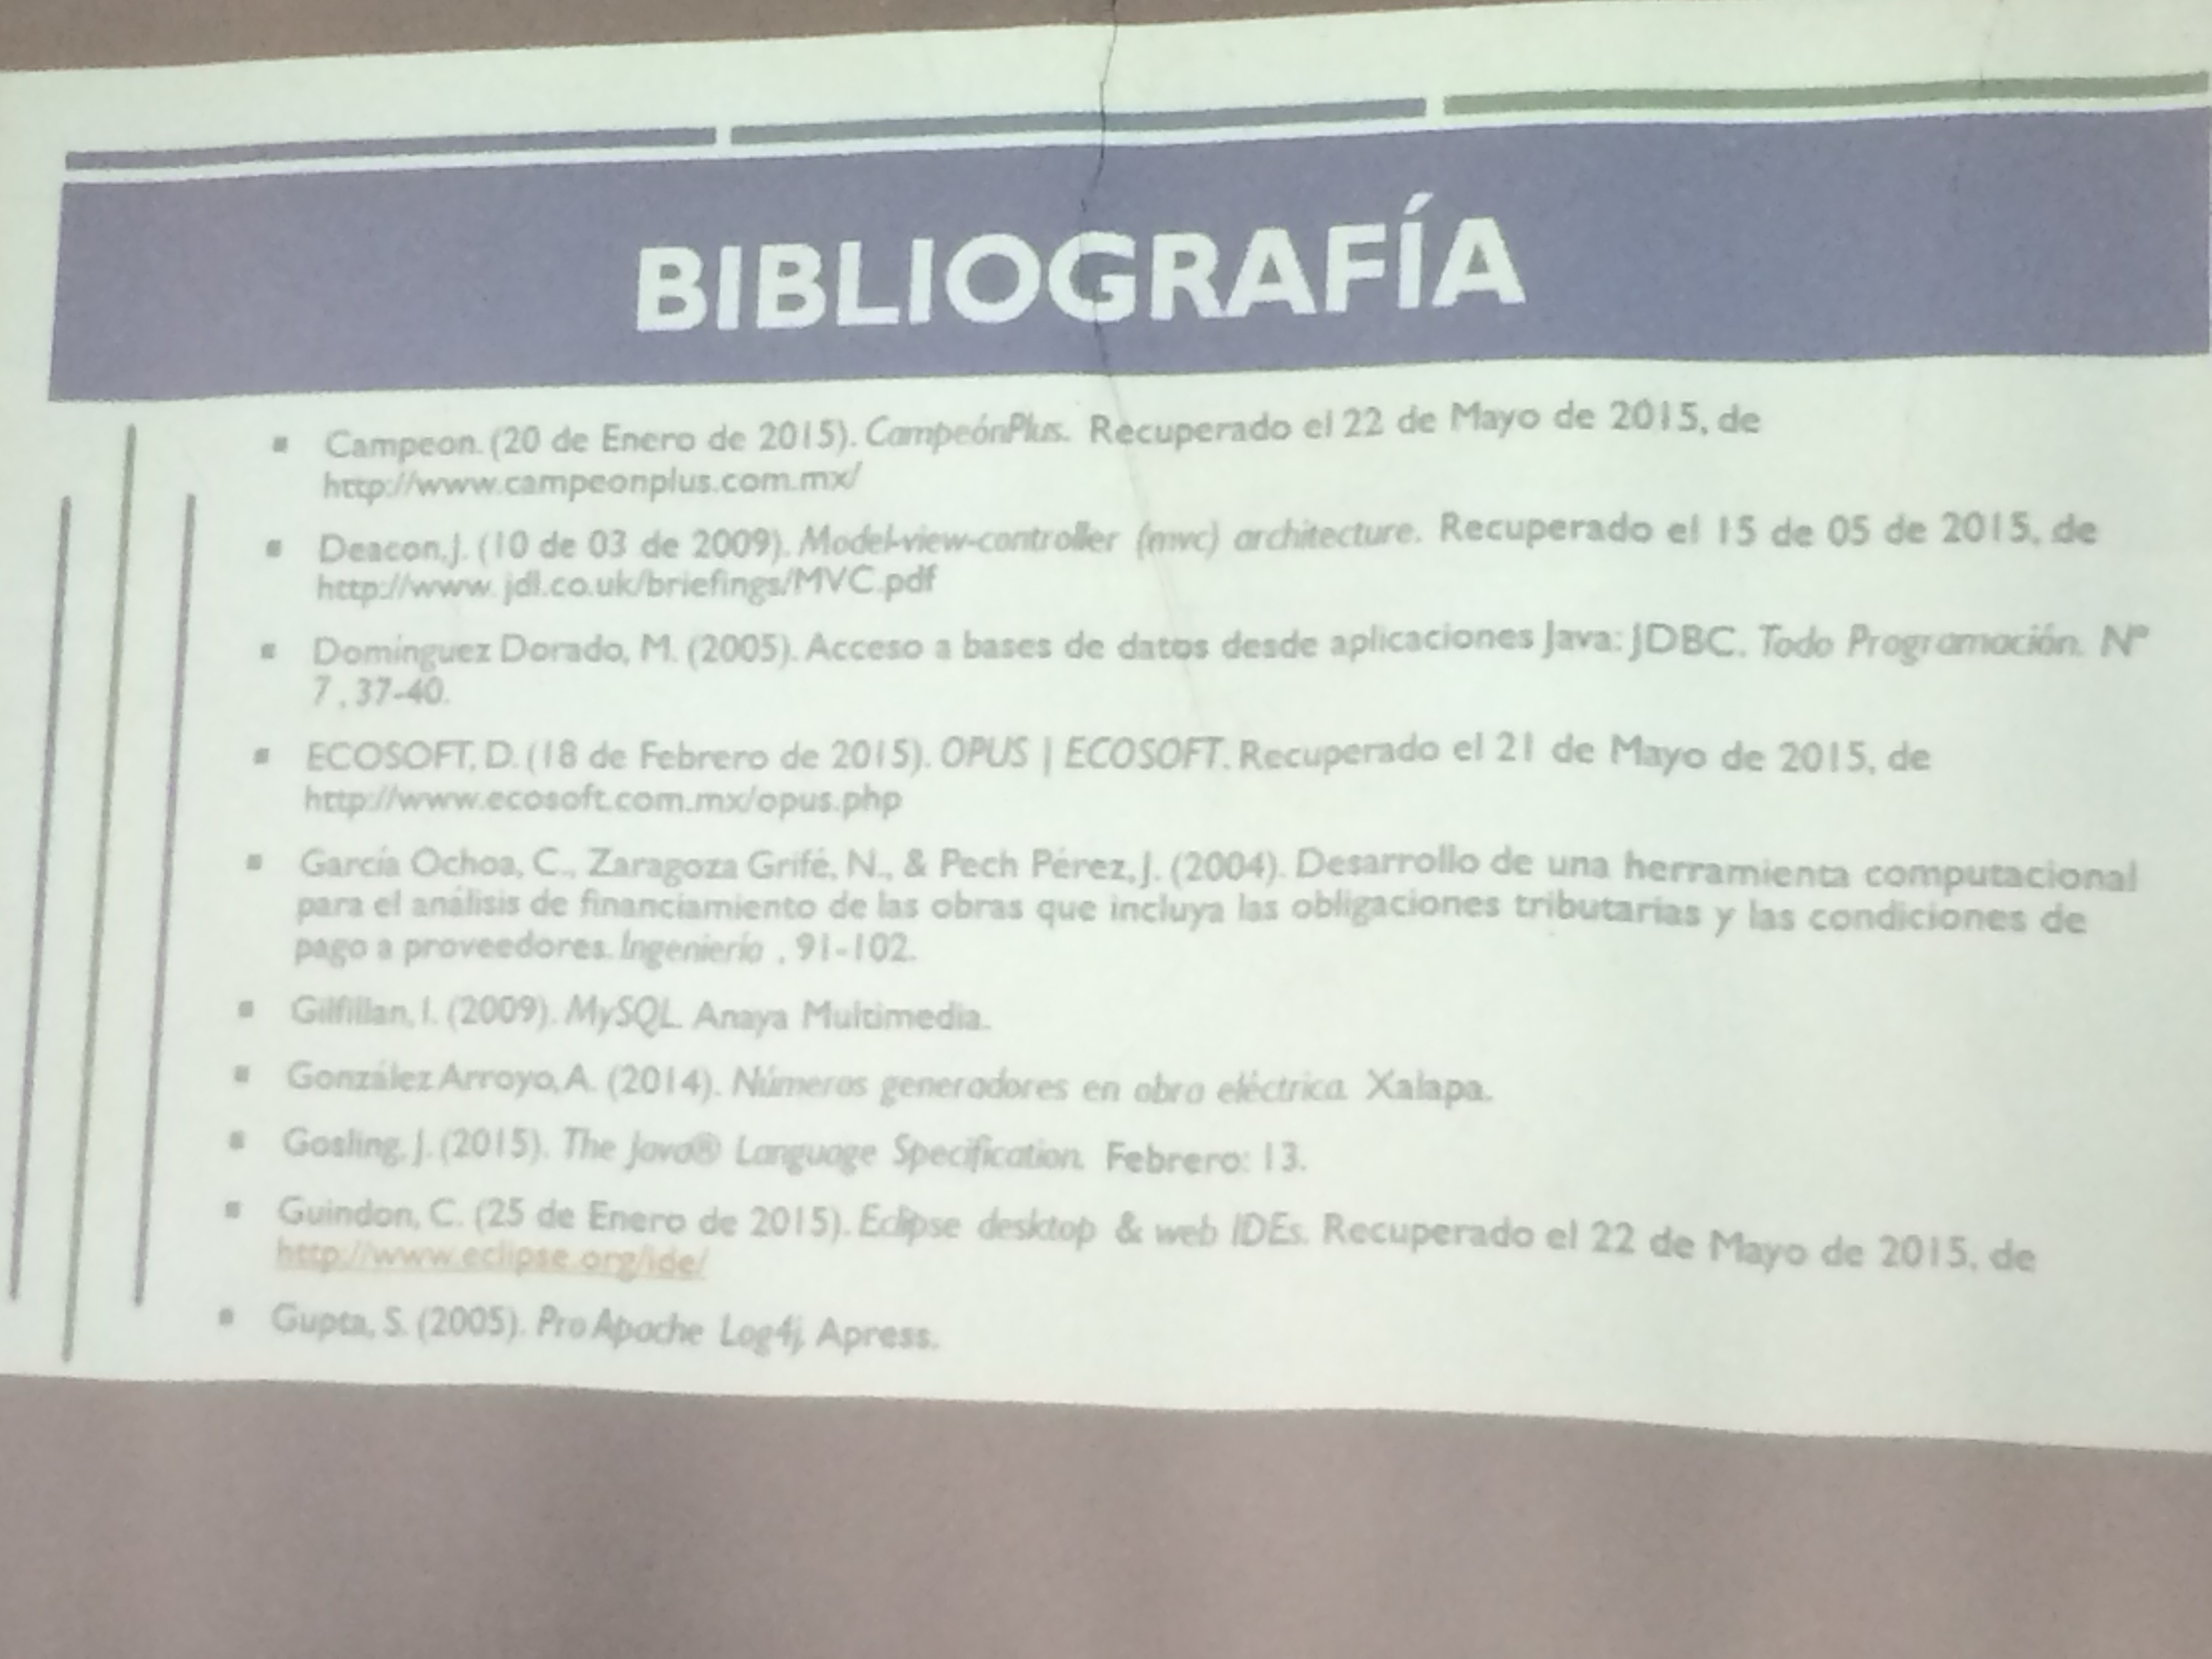 BIBLIOGRAFÍA
Campeon. (20 de Enero de 2015). CampeónPlus. Recuperado el 22 de Mayo de 2015, de
http://www.campeonplus.com.mx/
Deacon, J. (10 de 03 de 2009). Model-view-controller (mvc) architecture. Recuperado el 15 de 05 de 2015, de
http://www. jdl.co.uk/briefings/MVC.pdf
Domínguez Dorado, M. (2005). Acceso a bases de datos desde aplicaciones Java: JDBC. Todo Programación. Nº
7 , 37-40.
ECOSOFT, D. (18 de Febrero de 2015). OPUS | ECOSOFT. Recuperado el 21 de Mayo de 2015, de
http://www.ecosoft.com.mx/opus.php
García Ochoa, C., Zaragoza Grifé, N., & Pech Pérez, J. (2004). Desarrollo de una herramienta computacional
para el análisis de financiamiento de las obras que incluya las obligaciones tributarias y las condiciones de
pago a proveedores. Ingeniería , 91-102.
Gilfillan, I. (2009). MySQL. Anaya Multimedia.
González Arroyo, A. (2014). Números generadores en obra eléctrica. Xalapa.
Gosling, J. (2015). The Java® Language Specification. Febrero: 13.
Guindon, C. (25 de Enero de 2015). Eclipse desktop & web IDEs. Recuperado el 22 de Mayo de 2015, de
http://www.eclipse.org/ide/
Gupta, S. (2005). Pro Apache Log4j. Apress.